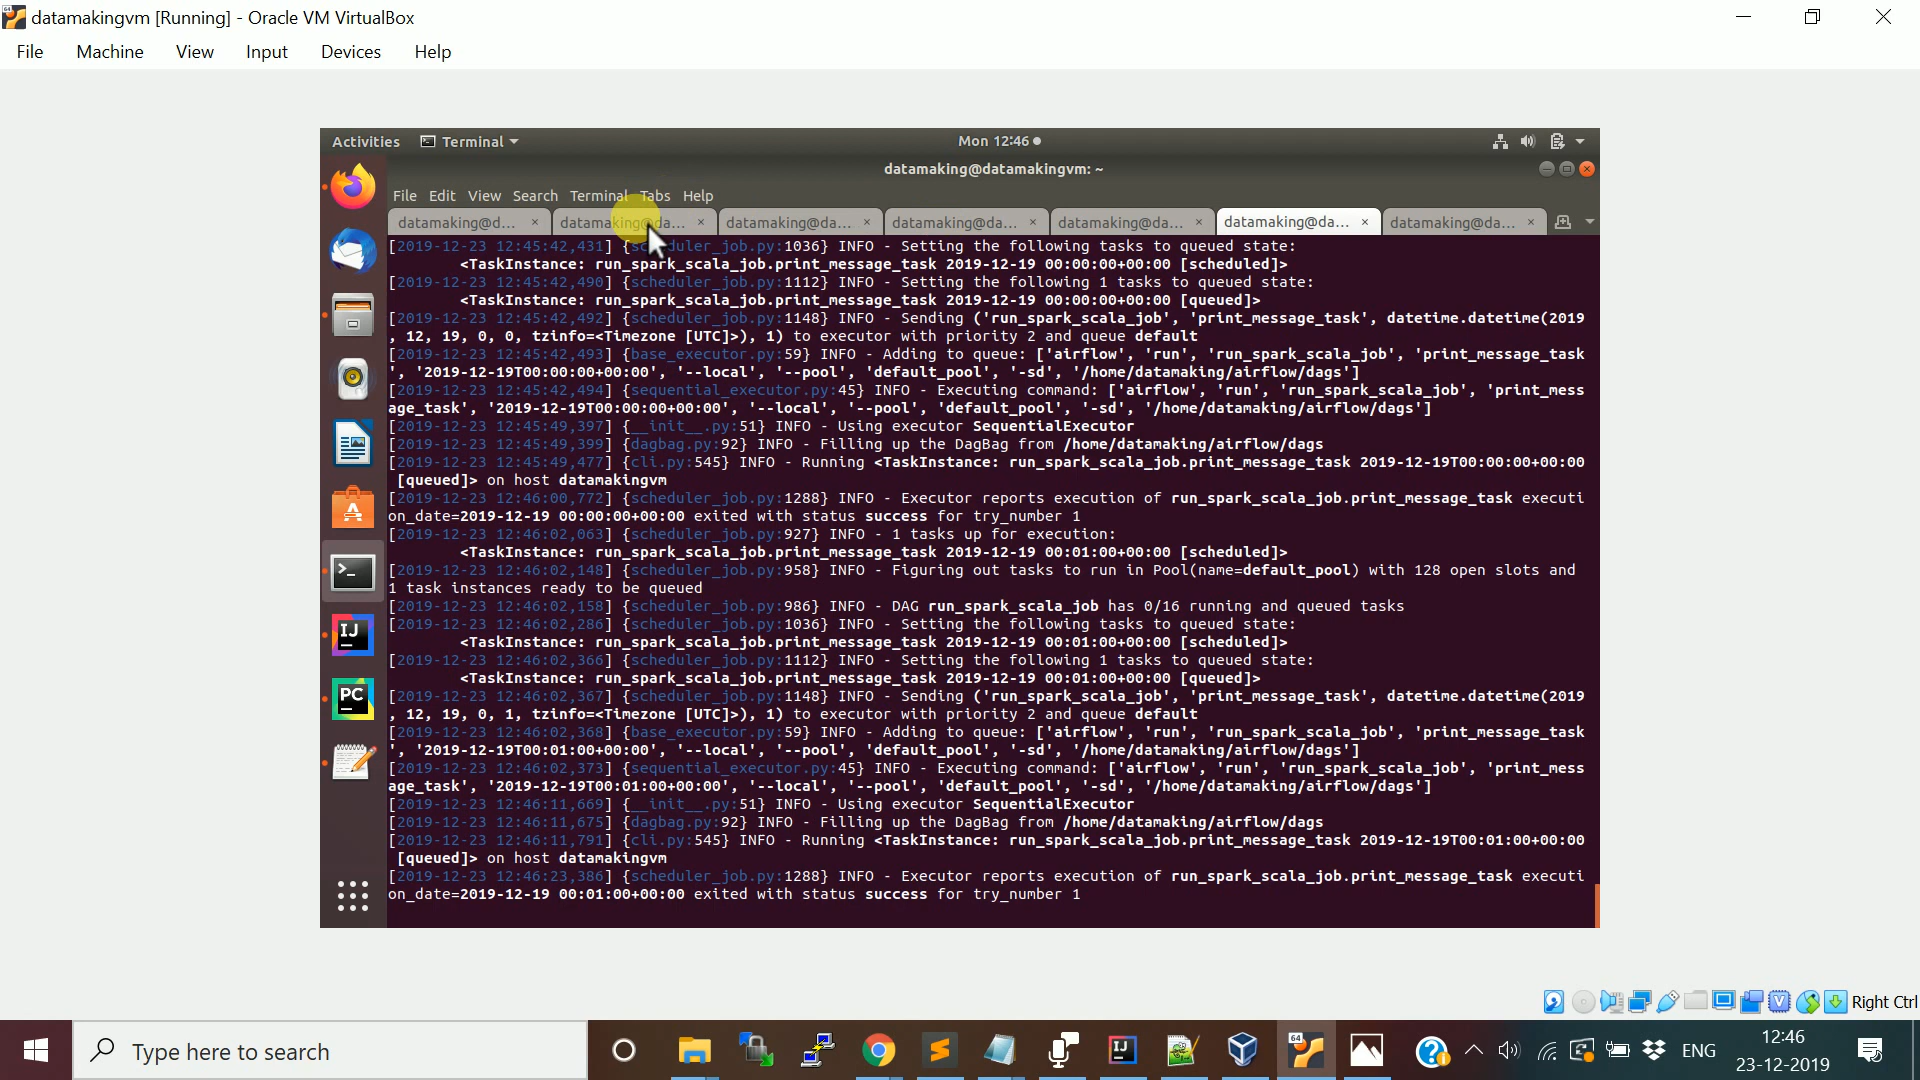 datamakingvm [Running] - Oracle VM VirtualBox
File Machine View Input Devices Help
Activities Terminal Mon 12:46
datamaking@datamakingvm: ~
File Edit View Search Terminal Tabs Help
datamaking@d... × datamaking@da... × datamaking@da... × datamaking@da... × datamaking@da... × datamaking@da... × datamaking@da... ×
[2019-12-23 12:45:42,431] {scheduler_job.py:1036} INFO - Setting the following tasks to queued state:
<TaskInstance: run_spark_scala_job.print_message_task 2019-12-19 00:00:00+00:00 [scheduled]>
[2019-12-23 12:45:42,490] {scheduler_job.py:1112} INFO - Setting the following 1 tasks to queued state:
<TaskInstance: run_spark_scala_job.print_message_task 2019-12-19 00:00:00+00:00 [queued]>
[2019-12-23 12:45:42,492] {scheduler_job.py:1148} INFO - Sending ('run_spark_scala_job', 'print_message_task', datetime.datetime(2019
, 12, 19, 0, 0, tzinfo=<Timezone [UTC]>), 1) to executor with priority 2 and queue default
[2019-12-23 12:45:42,493] {base_executor.py:59} INFO - Adding to queue: ['airflow', 'run', 'run_spark_scala_job', 'print_message_task
', '2019-12-19T00:00:00+00:00', '--local', '--pool', 'default_pool', '-sd', '/home/datamaking/airflow/dags']
[2019-12-23 12:45:42,494] {sequential_executor.py:45} INFO - Executing command: ['airflow', 'run', 'run_spark_scala_job', 'print_mess
age_task', '2019-12-19T00:00:00+00:00', '--local', '--pool', 'default_pool', '-sd', '/home/datamaking/airflow/dags']
[2019-12-23 12:45:49,397] {__init__.py:51} INFO - Using executor SequentialExecutor
[2019-12-23 12:45:49,399] {dagbag.py:92} INFO - Filling up the DagBag from /home/datamaking/airflow/dags
[2019-12-23 12:45:49,477] {cli.py:545} INFO - Running <TaskInstance: run_spark_scala_job.print_message_task 2019-12-19T00:00:00+00:00
[queued]> on host datamakingvm
[2019-12-23 12:46:00,772] {scheduler_job.py:1288} INFO - Executor reports execution of run_spark_scala_job.print_message_task executi
on_date=2019-12-19 00:00:00+00:00 exited with status success for try_number 1
[2019-12-23 12:46:02,063] {scheduler_job.py:927} INFO - 1 tasks up for execution:
<TaskInstance: run_spark_scala_job.print_message_task 2019-12-19 00:01:00+00:00 [scheduled]>
[2019-12-23 12:46:02,148] {scheduler_job.py:958} INFO - Figuring out tasks to run in Pool(name=default_pool) with 128 open slots and
1 task instances ready to be queued
[2019-12-23 12:46:02,158] {scheduler_job.py:986} INFO - DAG run_spark_scala_job has 0/16 running and queued tasks
[2019-12-23 12:46:02,286] {scheduler_job.py:1036} INFO - Setting the following tasks to queued state:
<TaskInstance: run_spark_scala_job.print_message_task 2019-12-19 00:01:00+00:00 [scheduled]>
[2019-12-23 12:46:02,366] {scheduler_job.py:1112} INFO - Setting the following 1 tasks to queued state:
<TaskInstance: run_spark_scala_job.print_message_task 2019-12-19 00:01:00+00:00 [queued]>
[2019-12-23 12:46:02,367] {scheduler_job.py:1148} INFO - Sending ('run_spark_scala_job', 'print_message_task', datetime.datetime(2019
, 12, 19, 0, 1, tzinfo=<Timezone [UTC]>), 1) to executor with priority 2 and queue default
[2019-12-23 12:46:02,368] {base_executor.py:59} INFO - Adding to queue: ['airflow', 'run', 'run_spark_scala_job', 'print_message_task
', '2019-12-19T00:01:00+00:00', '--local', '--pool', 'default_pool', '-sd', '/home/datamaking/airflow/dags']
[2019-12-23 12:46:02,373] {sequential_executor.py:45} INFO - Executing command: ['airflow', 'run', 'run_spark_scala_job', 'print_mess
age_task', '2019-12-19T00:01:00+00:00', '--local', '--pool', 'default_pool', '-sd', '/home/datamaking/airflow/dags']
[2019-12-23 12:46:11,669] {__init__.py:51} INFO - Using executor SequentialExecutor
[2019-12-23 12:46:11,675] {dagbag.py:92} INFO - Filling up the DagBag from /home/datamaking/airflow/dags
[2019-12-23 12:46:11,791] {cli.py:545} INFO - Running <TaskInstance: run_spark_scala_job.print_message_task 2019-12-19T00:01:00+00:00
[queued]> on host datamakingvm
[2019-12-23 12:46:23,386] {scheduler_job.py:1288} INFO - Executor reports execution of run_spark_scala_job.print_message_task executi
on_date=2019-12-19 00:01:00+00:00 exited with status success for try_number 1
IJ
PC
Right Ctrl
Type here to search
64
IJ
ENG
12:46
23-12-2019